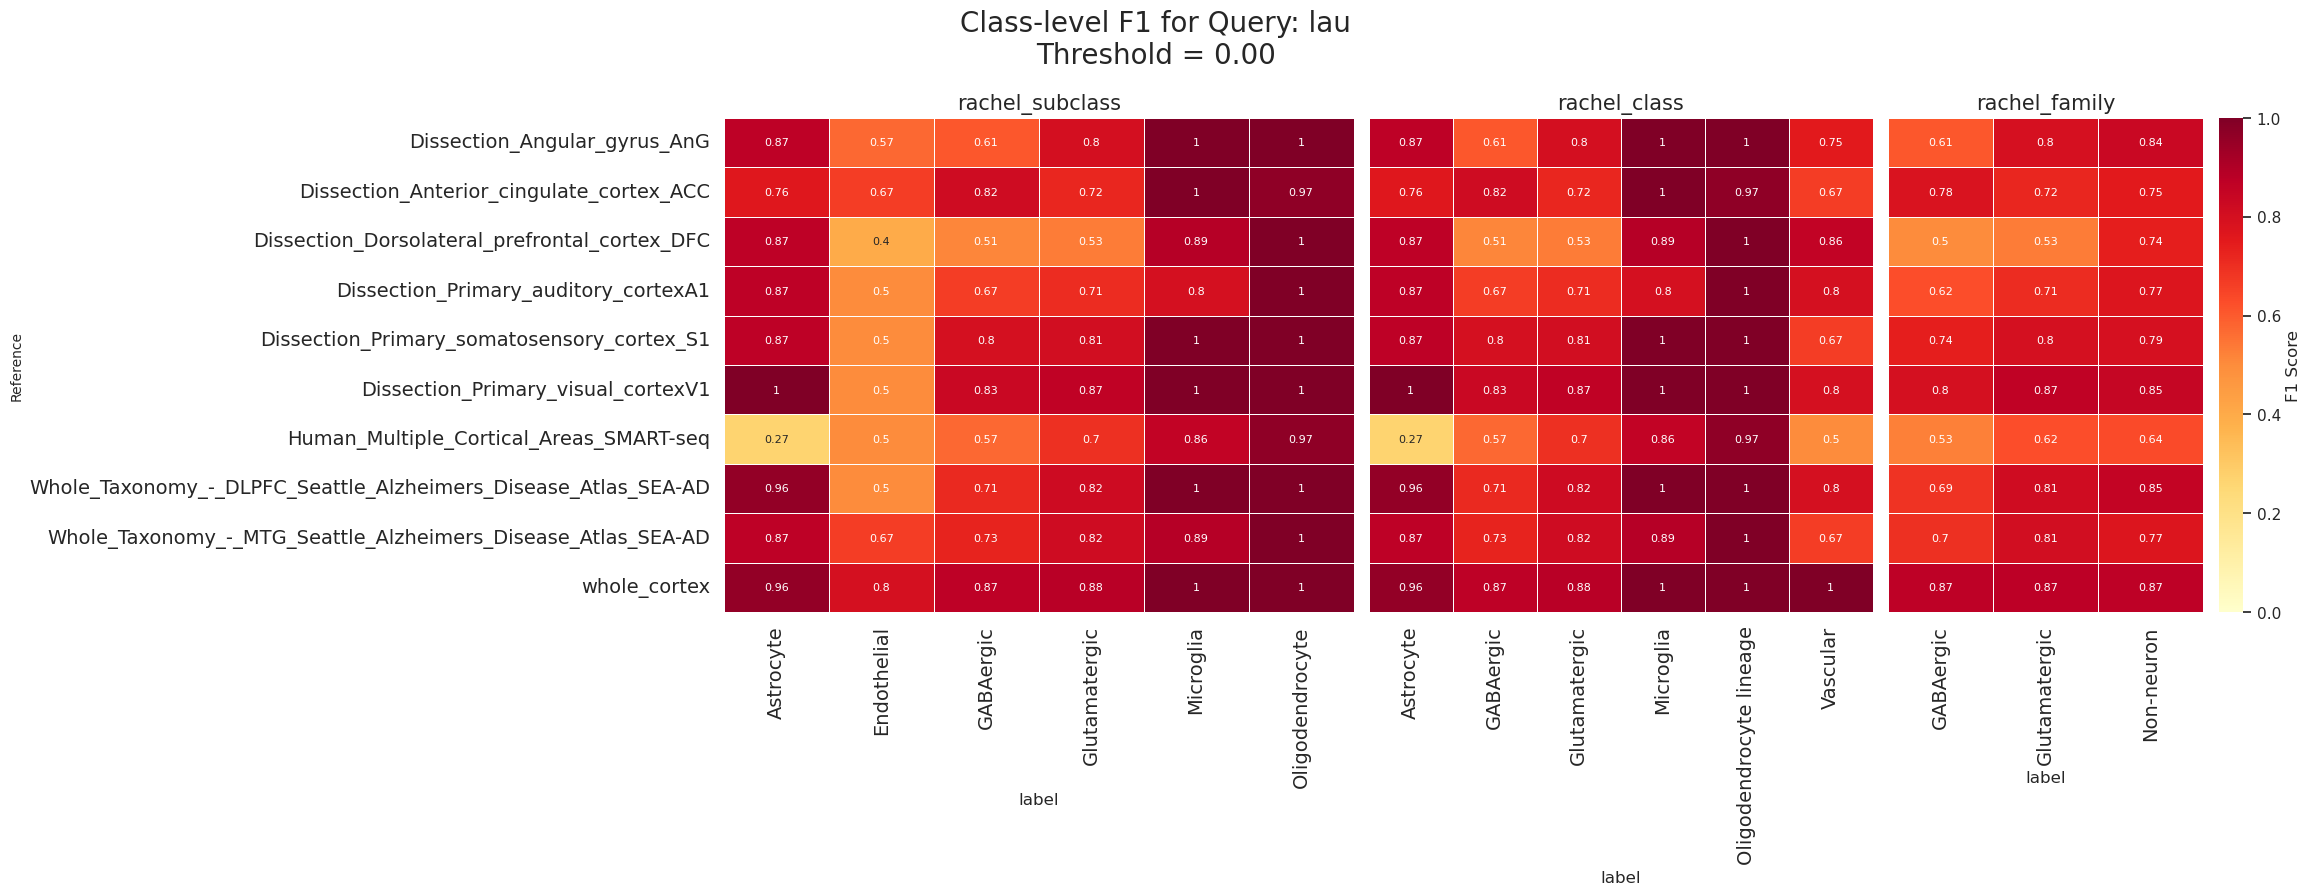 Class-level F1 for Query: lau
Threshold = 0.00
rachel_subclass rachel_class rachel_family
Reference
Dissection_Angular_gyrus_AnG 0.87 0.57 0.61 0.8 1 1 0.87 0.61 0.8 1 1 0.75 0.61 0.8 0.84
Dissection_Anterior_cingulate_cortex_ACC 0.76 0.67 0.82 0.72 1 0.97 0.76 0.82 0.72 1 0.97 0.67 0.78 0.72 0.75
Dissection_Dorsolateral_prefrontal_cortex_DFC 0.87 0.4 0.51 0.53 0.89 1 0.87 0.51 0.53 0.89 1 0.86 0.5 0.53 0.74
Dissection_Primary_auditory_cortexA1 0.87 0.5 0.67 0.71 0.8 1 0.87 0.67 0.71 0.8 1 0.8 0.62 0.71 0.77
Dissection_Primary_somatosensory_cortex_S1 0.87 0.5 0.8 0.81 1 1 0.87 0.8 0.81 1 1 0.67 0.74 0.8 0.79
Dissection_Primary_visual_cortexV1 1 0.5 0.83 0.87 1 1 1 0.83 0.87 1 1 0.8 0.8 0.87 0.85
Human_Multiple_Cortical_Areas_SMART-seq 0.27 0.5 0.57 0.7 0.86 0.97 0.27 0.57 0.7 0.86 0.97 0.5 0.53 0.62 0.64
Whole_Taxonomy_-_DLPFC_Seattle_Alzheimers_Disease_Atlas_SEA-AD 0.96 0.5 0.71 0.82 1 1 0.96 0.71 0.82 1 1 0.8 0.69 0.81 0.85
Whole_Taxonomy_-_MTG_Seattle_Alzheimers_Disease_Atlas_SEA-AD 0.87 0.67 0.73 0.82 0.89 1 0.87 0.73 0.82 0.89 1 0.67 0.7 0.81 0.77
whole_cortex 0.96 0.8 0.87 0.88 1 1 0.96 0.87 0.88 1 1 1 0.87 0.87 0.87
Astrocyte
Endothelial
GABAergic
Glutamatergic
Microglia
Oligodendrocyte
label
Astrocyte
GABAergic
Glutamatergic
Microglia
Oligodendrocyte lineage
Vascular
label
GABAergic
Glutamatergic
Non-neuron
label
1.0
0.8
0.6
0.4
0.2
0.0
F1 Score